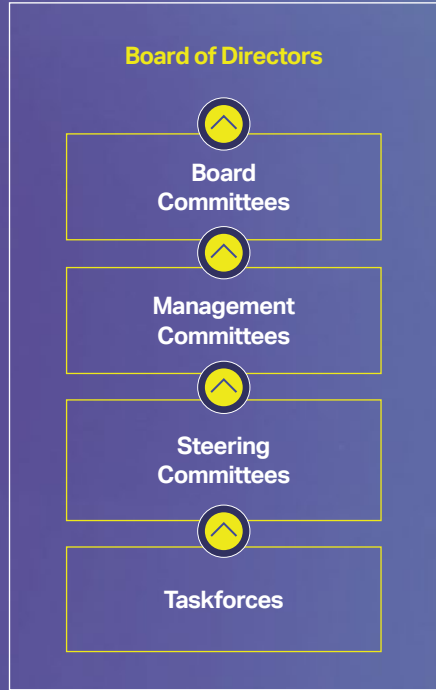 Board of Directors
Board
Committees
Management
Committees
Steering
Committees
Taskforces